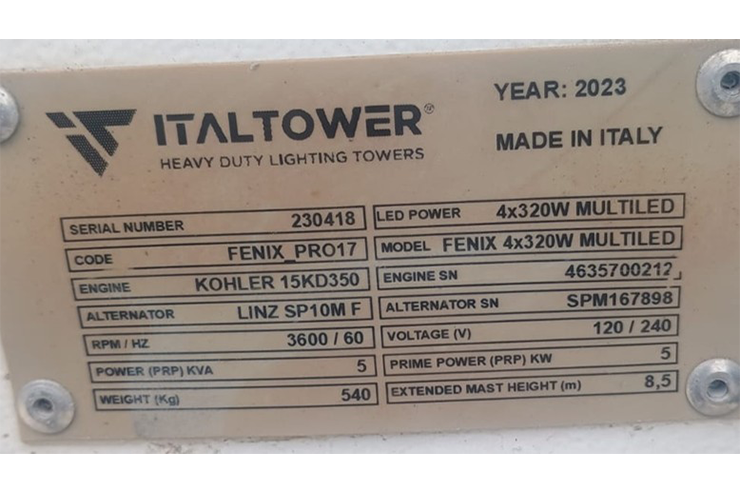 ITALTOWER®
HEAVY DUTY LIGHTING TOWERS
YEAR: 2023
MADE IN ITALY
SERIAL NUMBER 230418 LED POWER 4x320W MULTILED
CODE FENIX_PRO17 MODEL FENIX 4x320W MULTILED
ENGINE KOHLER 15KD350 ENGINE SN 4635700212
ALTERNATOR LINZ SP10M F ALTERNATOR SN SPM167898
RPM / HZ 3600 / 60 VOLTAGE (V) 120 / 240
POWER (PRP) KVA 5 PRIME POWER (PRP) KW 5
WEIGHT (Kg) 540 EXTENDED MAST HEIGHT (m) 8,5